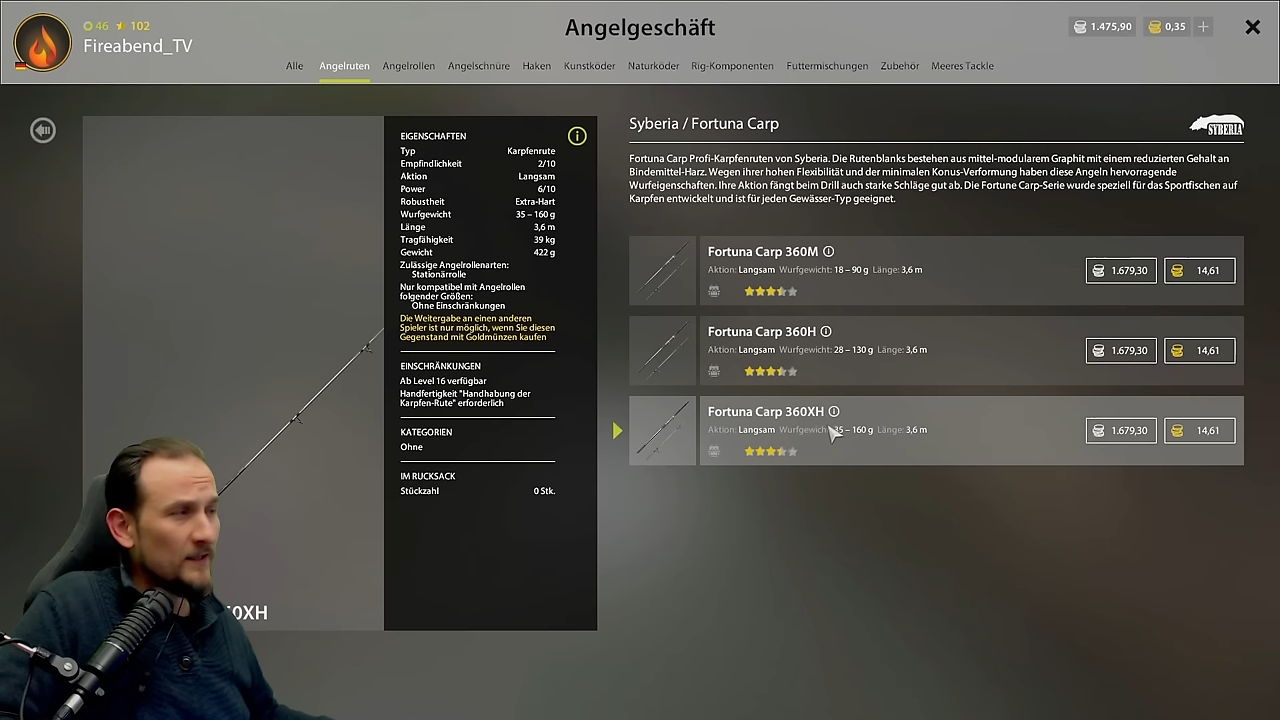 46 102
Fireabend_TV
Angelgeschäft
1.475,90 0,35 +
Alle Angelruten Angelrollen Angelschnüre Haken Kunstköder Naturköder Rig-Komponenten Futtermischungen Zubehör Meeres Tackle
EIGENSCHAFTEN
Typ Karpfenrute
Empfindlichkeit 2/10
Aktion Langsam
Power 6/10
Robustheit Extra-Hart
Wurfgewicht 35 – 160 g
Länge 3,6 m
Tragfähigkeit 39 kg
Gewicht 422 g
Zulässige Angelrollenarten:
Stationärrolle
Nur kompatibel mit Angelrollen
folgender Größen:
Ohne Einschränkungen
Die Weitergabe an einen anderen
Spieler ist nur möglich, wenn Sie diesen
Gegenstand mit Goldmünzen kaufen
EINSCHRÄNKUNGEN
Ab Level 16 verfügbar
Handfertigkeit "Handhabung der
Karpfen-Rute" erforderlich
KATEGORIEN
Ohne
IM RUCKSACK
Stückzahl 0 Stk.
0XH
Syberia / Fortuna Carp
SYBERIA
Fortuna Carp Profi-Karpfenruten von Syberia. Die Rutenblanks bestehen aus mittel-modularem Graphit mit einem reduzierten Gehalt an
Bindemittel-Harz. Wegen ihrer hohen Flexibilität und der minimalen Konus-Verformung haben diese Angeln hervorragende
Wurfeigenschaften. Ihre Aktion fängt beim Drill auch starke Schläge gut ab. Die Fortune Carp-Serie wurde speziell für das Sportfischen auf
Karpfen entwickelt und ist für jeden Gewässer-Typ geeignet.
Fortuna Carp 360M
Aktion: Langsam Wurfgewicht: 18 – 90 g Länge: 3,6 m
1.679,30 14,61
Fortuna Carp 360H
Aktion: Langsam Wurfgewicht: 28 – 130 g Länge: 3,6 m
1.679,30 14,61
Fortuna Carp 360XH
Aktion: Langsam Wurfgewicht: 35 – 160 g Länge: 3,6 m
1.679,30 14,61